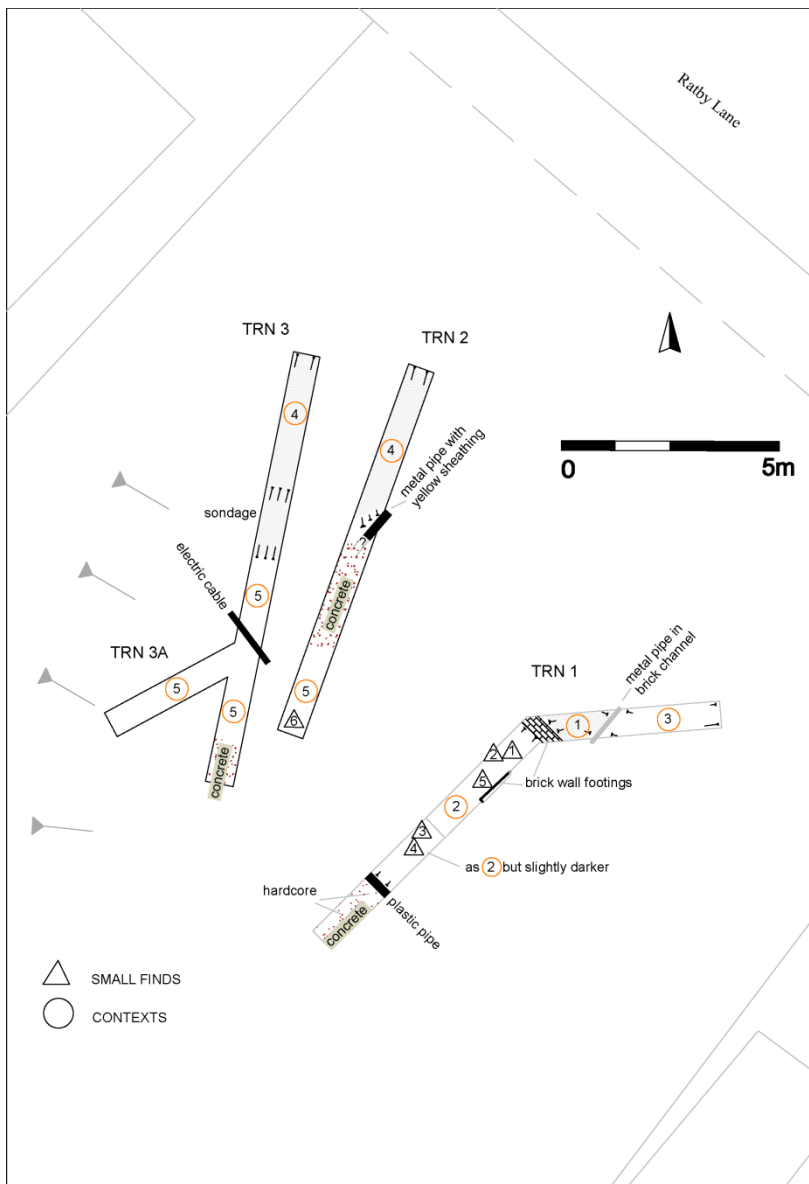 Ratby Lane
TRN 3
TRN 2
4
4
metal pipe with
yellow sheathing
0
5m
sondage
electric cable
5
concrete
TRN 3A
5
5
5
6
concrete
TRN 1
metal pipe in
brick channel
1
3
2
1
5
brick wall footings
2
3
4
as 2 but slightly darker
hardcore
plastic pipe
concrete
SMALL FINDS
CONTEXTS